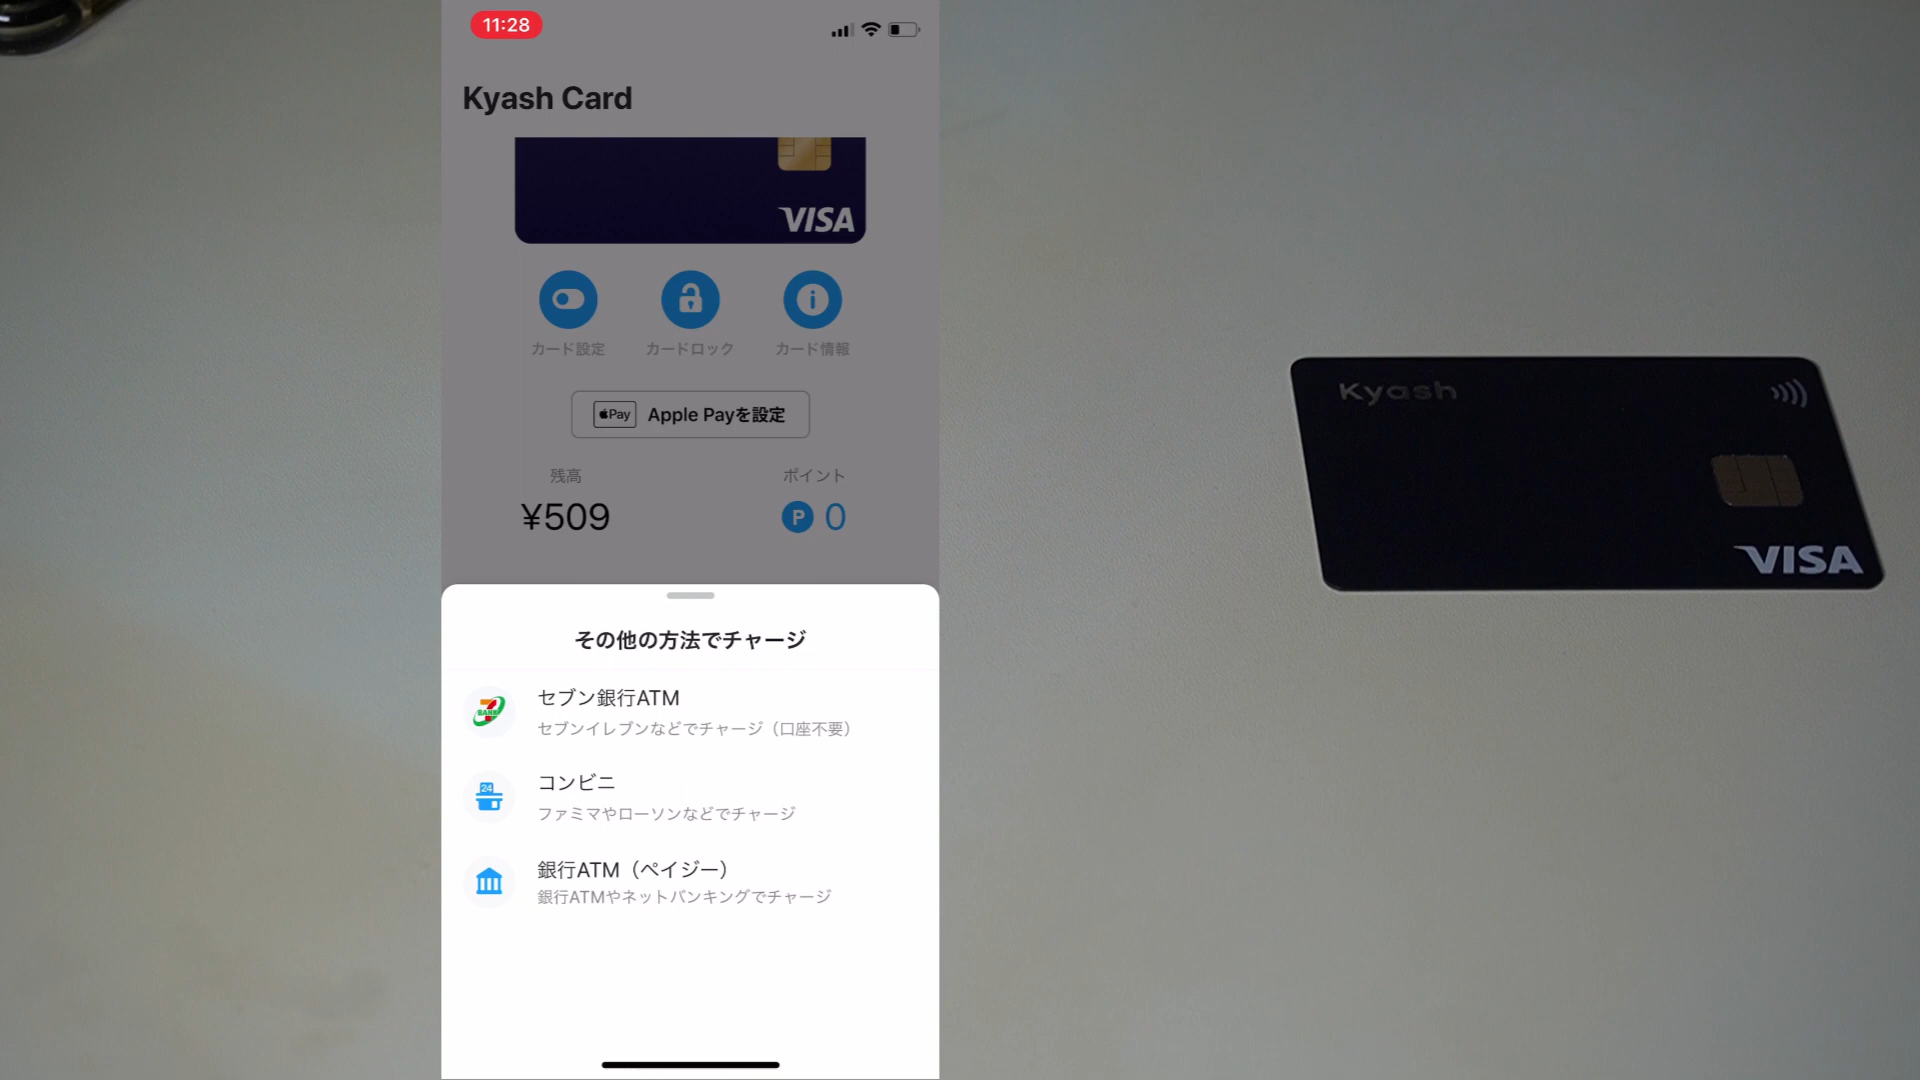 11:28
Kyash Card
VISA
カード設定
カードロック
カード情報
Pay
Apple Payを設定
残高
ポイント
¥509
P 0
その他の方法でチャージ
7
BANK
セブン銀行ATM
セブンイレブンなどでチャージ（口座不要）
24
コンビニ
ファミマやローソンなどでチャージ
銀行ATM（ペイジー）
銀行ATMやネットバンキングでチャージ
Kyash
VISA